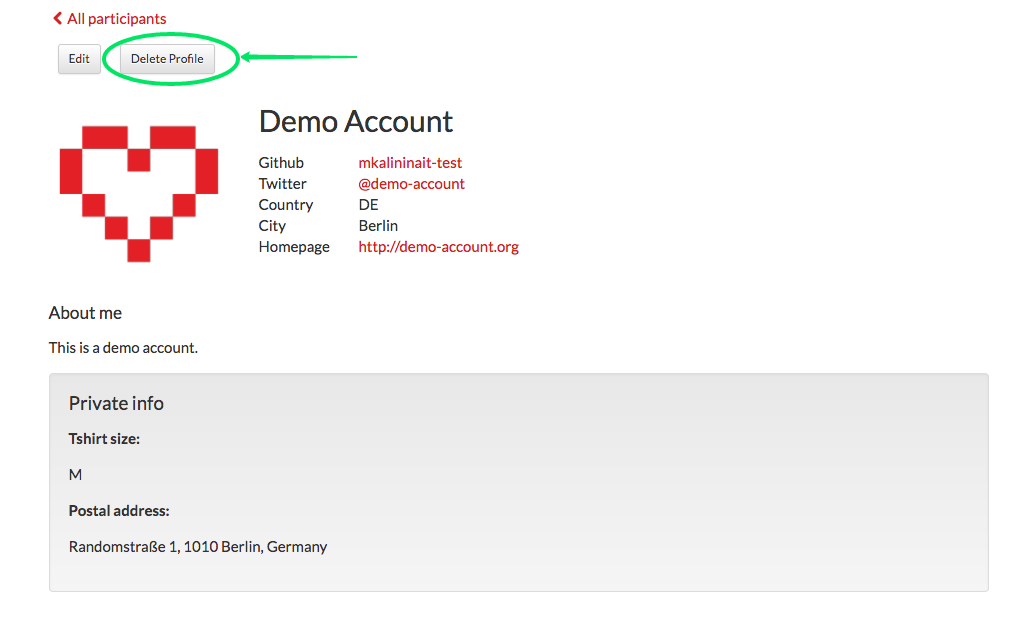 All participants
Edit Delete Profile
Demo Account
Github mkalininait-test
Twitter @demo-account
Country DE
City Berlin
Homepage http://demo-account.org
About me
This is a demo account.
Private info
Tshirt size:
M
Postal address:
Randomstraße 1, 1010 Berlin, Germany